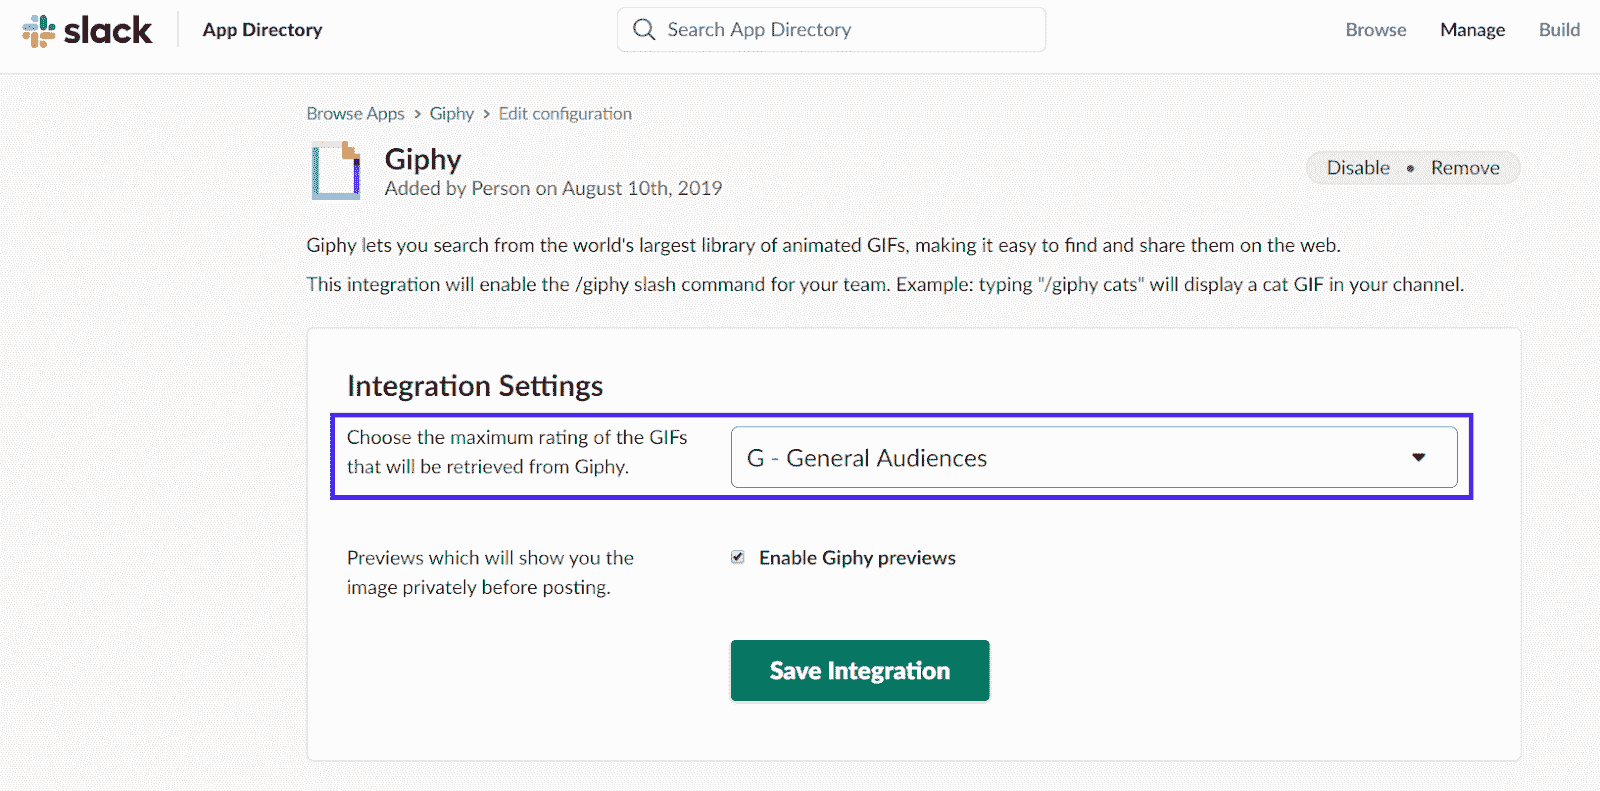 slack
App Directory
Search App Directory
Browse
Manage
Build
Browse Apps > Giphy > Edit configuration
Giphy
Added by Person on August 10th, 2019
Disable • Remove
Giphy lets you search from the world's largest library of animated GIFs, making it easy to find and share them on the web.
This integration will enable the /giphy slash command for your team. Example: typing "/giphy cats" will display a cat GIF in your channel.
Integration Settings
Choose the maximum rating of the GIFs
that will be retrieved from Giphy.
G - General Audiences
Previews which will show you the
image privately before posting.
Enable Giphy previews
Save Integration